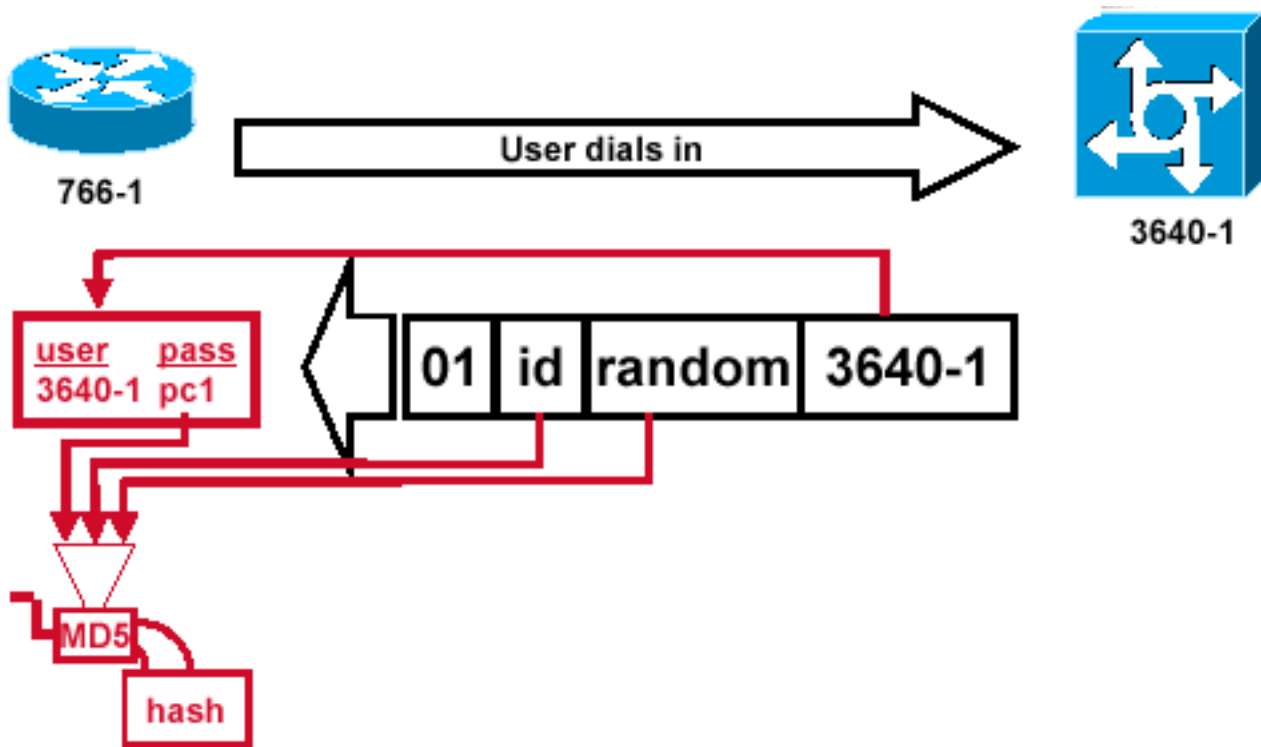 User dials in
766-1
3640-1
user pass
3640-1 pc1
01 id random 3640-1
MD5
hash